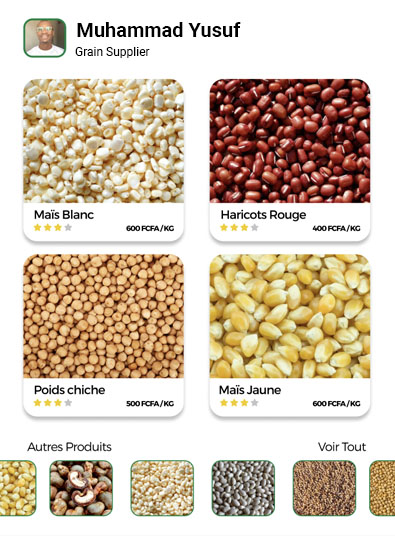 Muhammad Yusuf
Grain Supplier
Maïs Blanc
600 FCFA / KG
Haricots Rouge
400 FCFA / KG
Poids chiche
500 FCFA / KG
Maïs Jaune
600 FCFA / KG
Autres Produits
Voir Tout